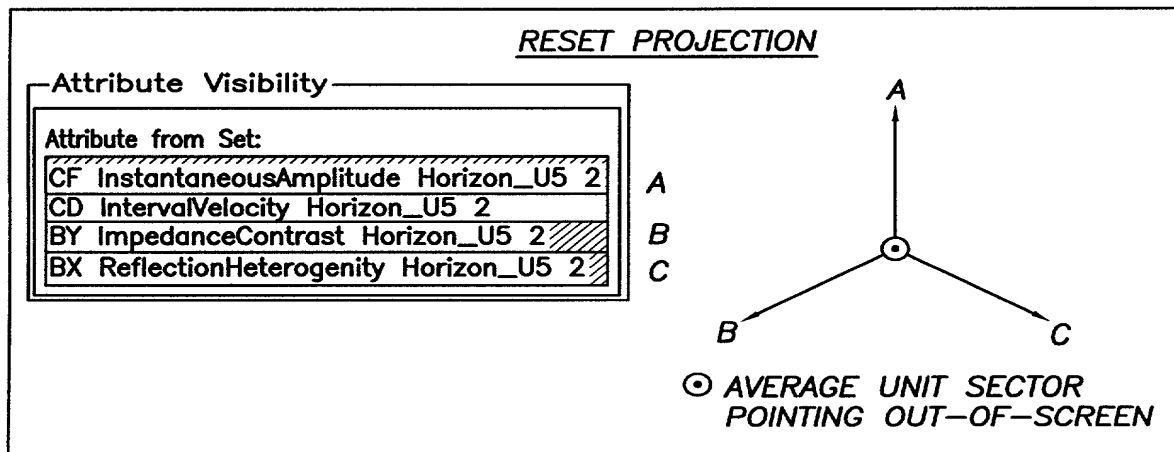 RESET PROJECTION
Attribute Visibility
Attribute from Set:
CF InstantaneousAmplitude Horizon_U5 2
CD IntervalVelocity Horizon_U5 2
BY ImpedanceContrast Horizon_U5 2
BX ReflectionHeterogenity Horizon_U5 2
A
B
C
A
B
C
AVERAGE UNIT SECTOR
POINTING OUT-OF-SCREEN